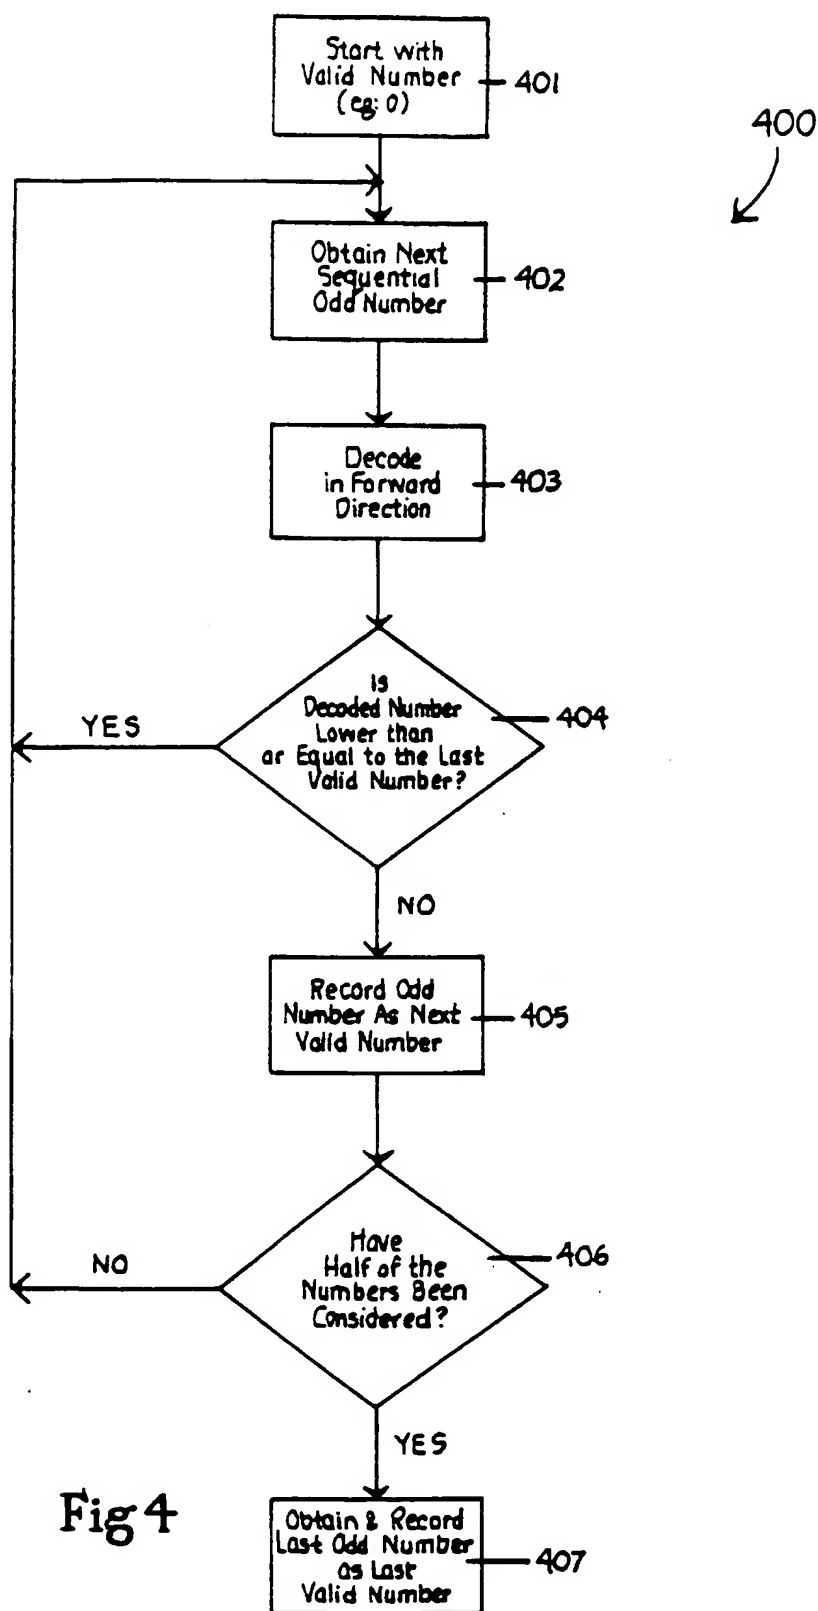 Start with
Valid Number
(eg: 0)
401
400
Obtain Next
Sequential
Odd Number
402
Decode
in Forward
Direction
403
Is
Decoded Number
Lower than
or Equal to the Last
Valid Number?
404
YES
NO
Record Odd
Number As Next
Valid Number
405
Have
Half of the
Numbers Been
Considered?
406
NO
YES
Fig 4
Obtain & Record
Last Odd Number
as Last
Valid Number
407